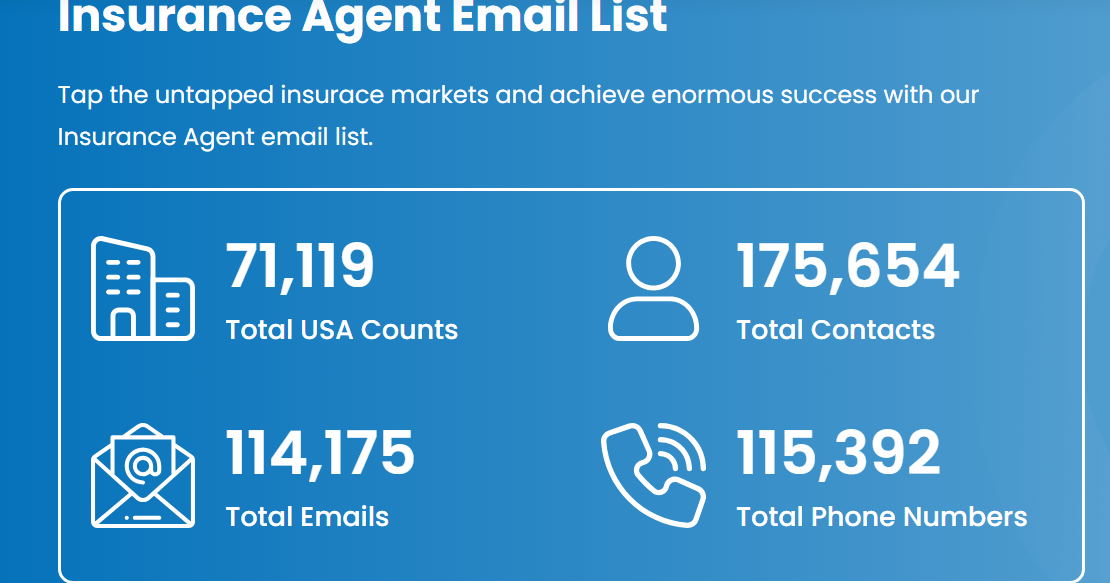 Insurance Agent Email List
Tap the untapped insurace markets and achieve enormous success with our
Insurance Agent email list.
71,119
Total USA Counts
175,654
Total Contacts
114,175
Total Emails
115,392
Total Phone Numbers